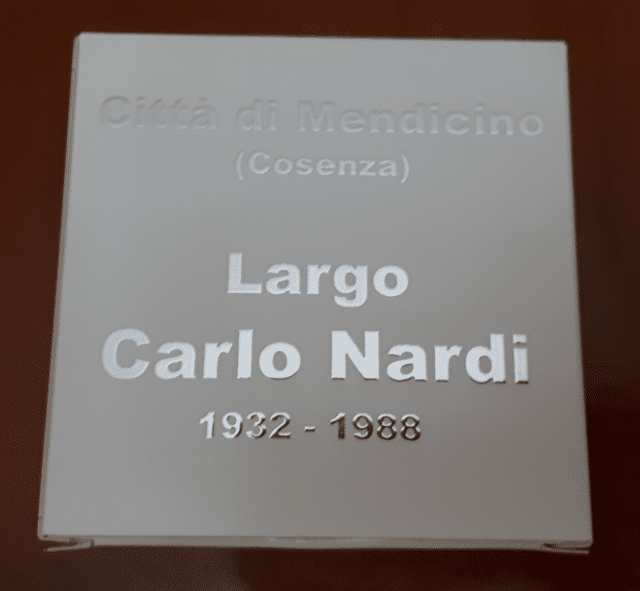 Città di Mendicino
(Cosenza)
Largo
Carlo Nardi
1932 - 1988